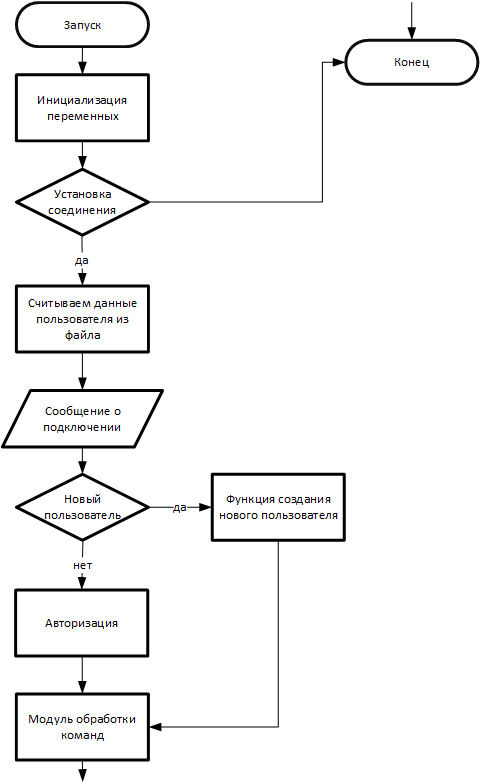 Запуск
Конец
Инициализация
переменных
Установка
соединения
да
Считываем данные
пользователя из
файла
Сообщение о
подключении
Новый
пользователь
да
Функция создания
нового пользователя
нет
Авторизация
Модуль обработки
команд